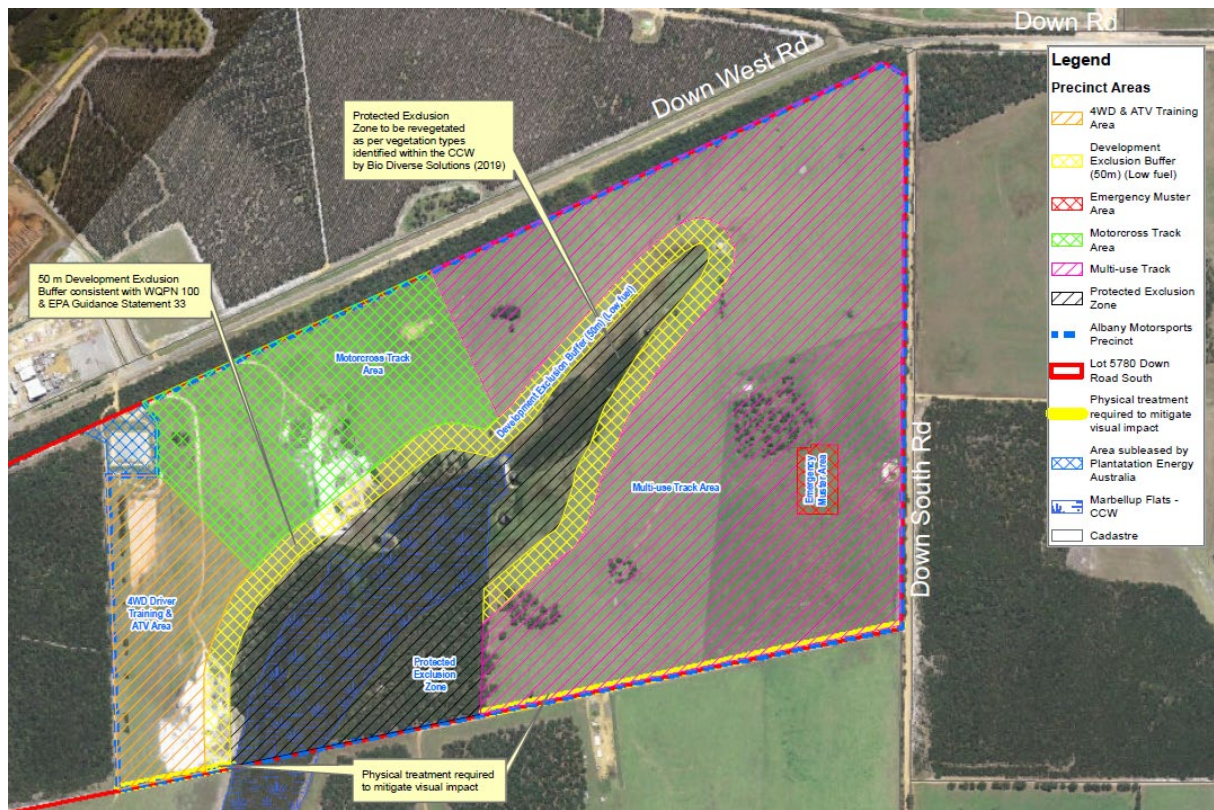 Down Rd
Down West Rd
Protected Exclusion
Zone to be revegetated
as per vegetation types
identified within the CCW
by Bio Diverse Solutions (2019)
50 m Development Exclusion
Buffer consistent with WQPN 100
& EPA Guidance Statement 33
Motorcross Track
Area
Development Exclusion Buffer (50m) (Low fuel)
Multi-use Track Area
Emergency
Muster Area
Down South Rd
4WD Driver
Training &
ATV Area
Protected
Exclusion
Zone
Physical treatment required
to mitigate visual impact
Legend
Precinct Areas
4WD & ATV Training
Area
Development
Exclusion Buffer
(50m) (Low fuel)
Emergency Muster
Area
Motorcross Track
Area
Multi-use Track
Protected Exclusion
Zone
Albany Motorsports
Precinct
Lot 5780 Down
Road South
Physical treatment
required to mitigate
visual impact
Area subleased by
Plantatation Energy
Australia
Marbellup Flats -
CCW
Cadastre